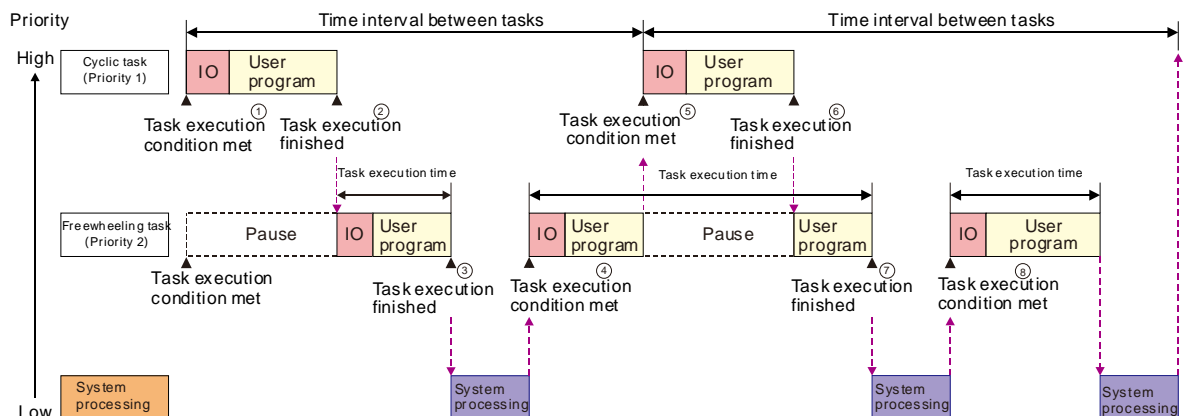 Priority
Time interval between tasks
Time interval between tasks
High
Cyclic task
(Priority 1)
IO
User
program
IO
User
program
①
②
⑤
⑥
Task execution
condition met
Task execution
finished
Task execution
condition met
Task execution
finished
Task execution time
Task execution time
Task execution time
Freewheeling task
(Priority 2)
Pause
IO
User
program
IO
User
program
Pause
User
program
IO
User
program
③
④
⑦
⑧
Task execution
condition met
Task execution
finished
Task execution
condition met
Task execution
finished
Task execution
condition met
System
processing
System
processing
System
processing
System
processing
Low